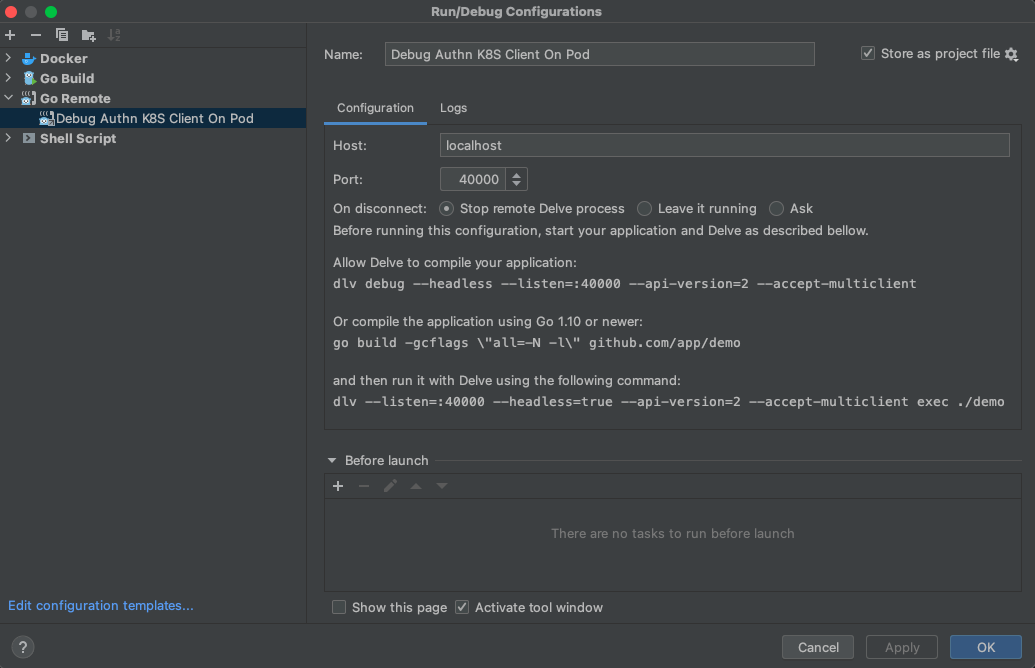 Run/Debug Configurations
Docker
Go Build
Go Remote
Debug Authn K8S Client On Pod
Shell Script
Edit configuration templates...
Name:
Debug Authn K8S Client On Pod
Store as project file
Configuration
Logs
Host:
localhost
Port:
40000
On disconnect: Stop remote Delve process Leave it running Ask
Before running this configuration, start your application and Delve as described bellow.
Allow Delve to compile your application:
dlv debug --headless --listen=:40000 --api-version=2 --accept-multiclient
Or compile the application using Go 1.10 or newer:
go build -gcflags \"all=-N -l\" github.com/app/demo
and then run it with Delve using the following command:
dlv --listen=:40000 --headless=true --api-version=2 --accept-multiclient exec ./demo
Before launch
There are no tasks to run before launch
Show this page Activate tool window
? Cancel Apply OK